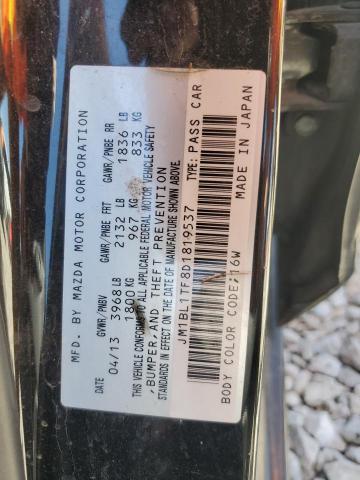 MFD. BY MAZDA MOTOR CORPORATION
DATE GVWR/PNBV GAWR/PNBE FRT GAWR/PNBE RR
04/13 3968 LB 2132 LB 1836 LB
1800 KG 967 KG 833 KG
THIS VEHICLE CONFORMS TO ALL APPLICABLE FEDERAL MOTOR VEHICLE SAFETY
, BUMPER, AND THEFT PREVENTION
STANDARDS IN EFFECT ON THE DATE OF MANUFACTURE SHOWN ABOVE.
JM1BL1TF8D1819537 TYPE: PASS CAR
BODY COLOR CODE: 16W MADE IN JAPAN